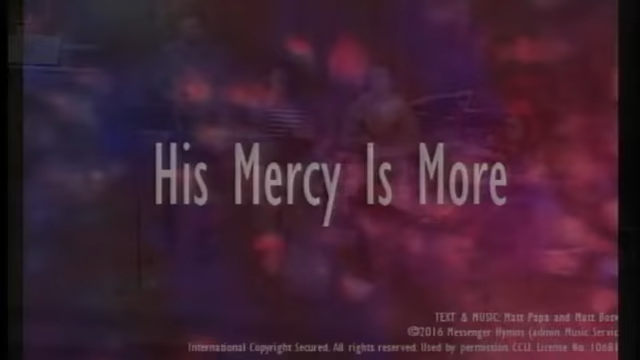 His Mercy Is More
TEXT & MUSIC: Matt Papa and Matt
©2016 Messenger Hymns (admin. Music
International Copyright Secured. All rights reserved. Used by permission. CCLI License No.